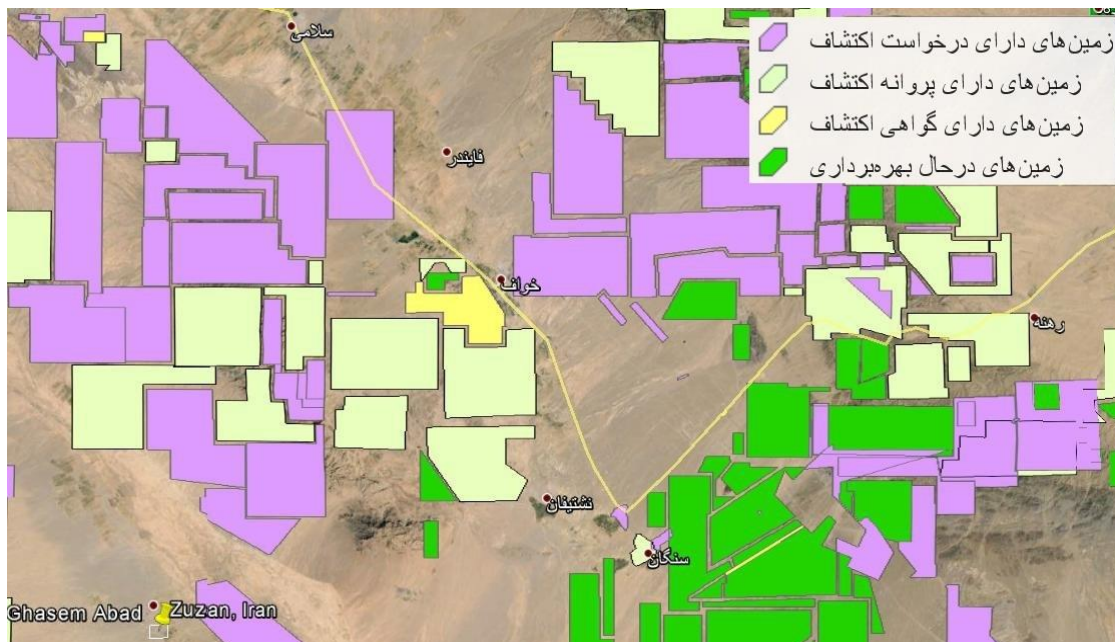 سلامی
زمین‌های دارای درخواست اکتشاف
زمین‌های دارای پروانه اکتشاف
زمین‌های دارای گواهی اکتشاف
زمین‌های درحال بهره‌برداری
فایندر
خواف
رهنه
نشتیفان
سنگان
Ghasem Abad
Zuzan, Iran